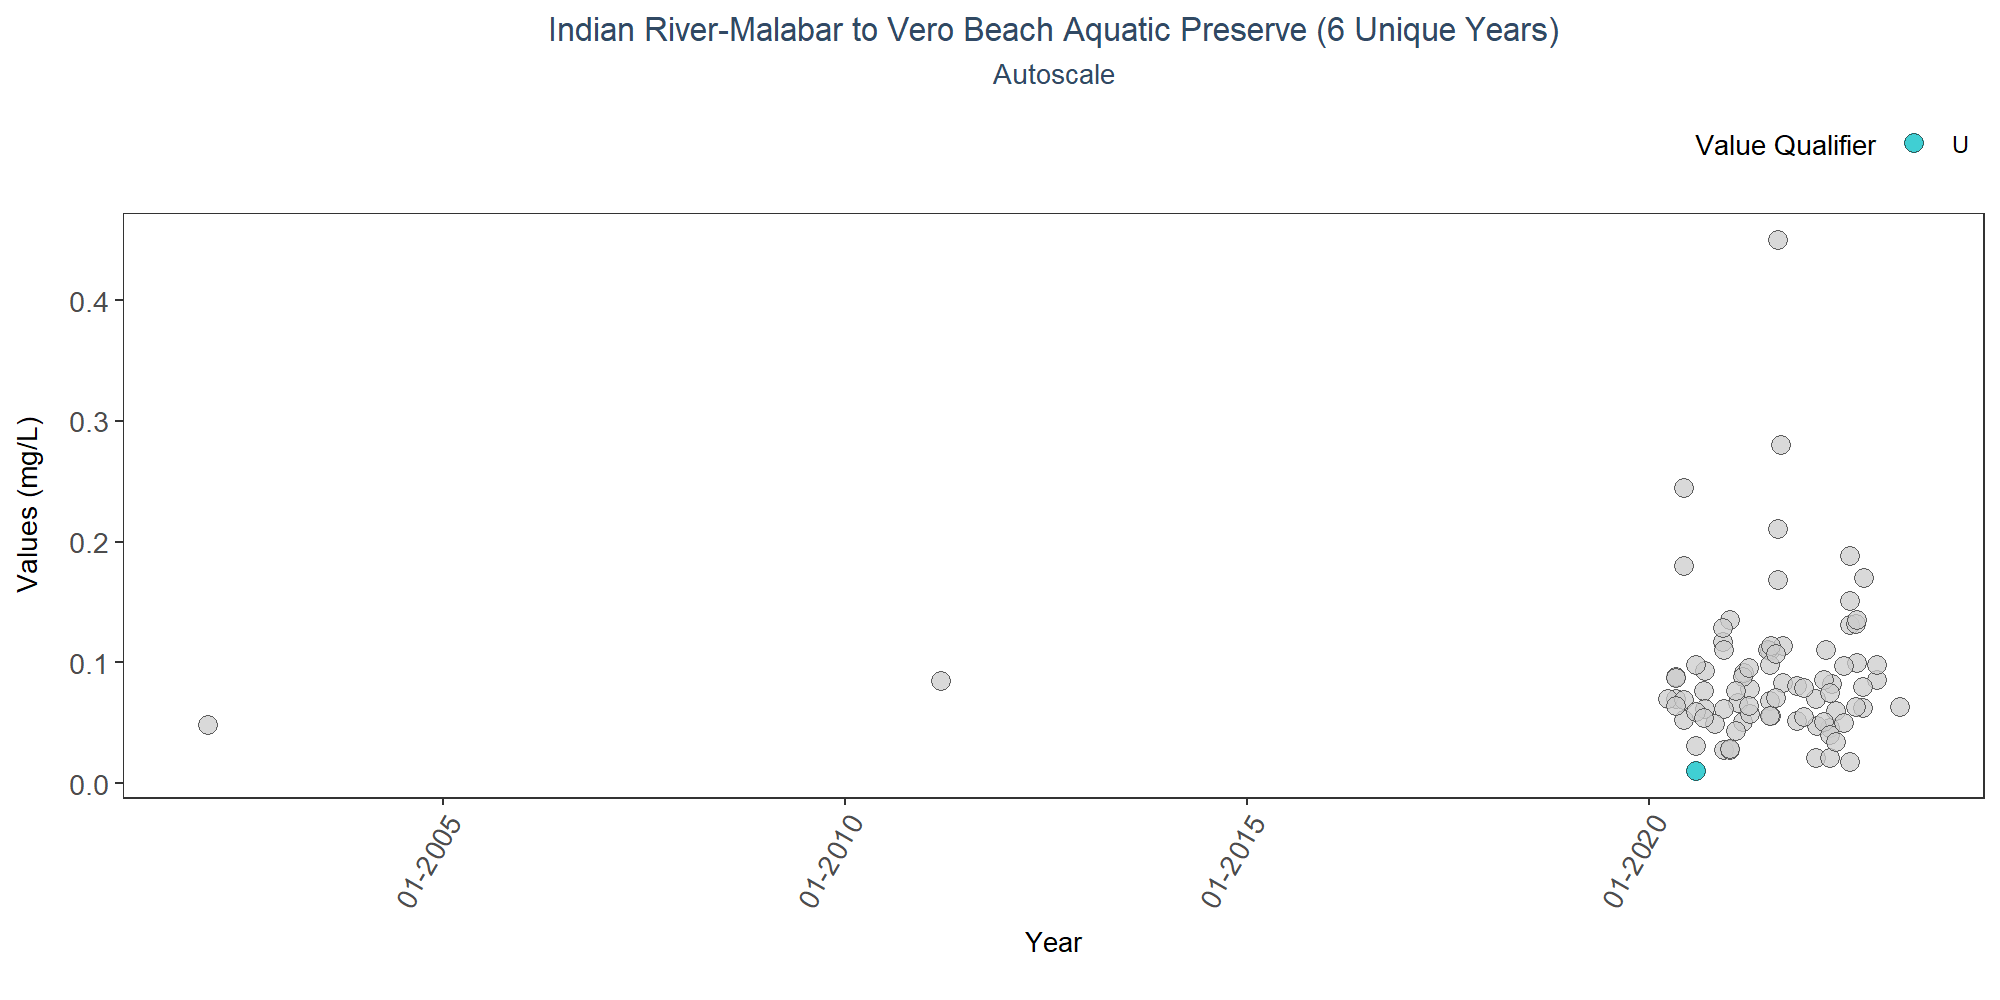 Indian River-Malabar to Vero Beach Aquatic Preserve (6 Unique Years)
Autoscale
Value Qualifier U
Values (mg/L)
0.4
0.3
0.2
0.1
0.0
01-2005 01-2010 01-2015 01-2020
Year